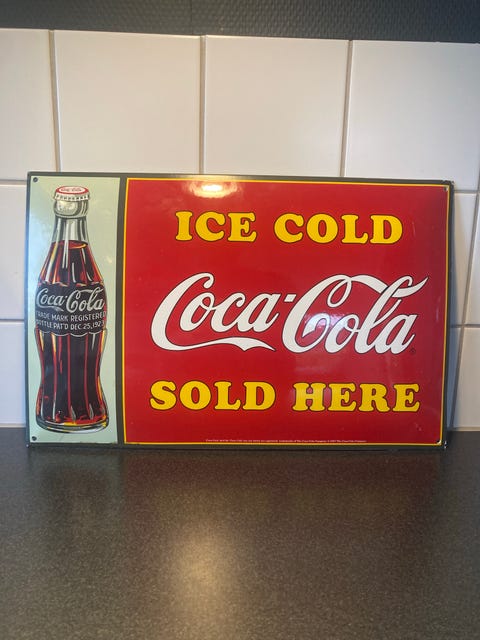 Coca-Cola
Coca-Cola
TRADE MARK REGISTERED
BOTTLE PAT'D DEC. 25, 1923
ICE COLD
Coca-Cola
SOLD HERE